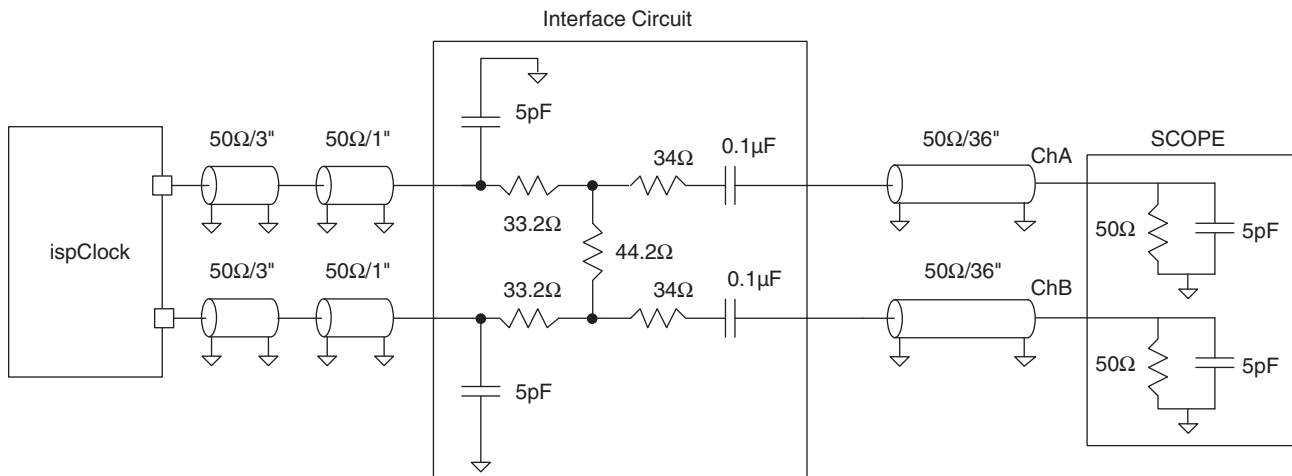 Interface Circuit
5pF
50Ω/3"
50Ω/1"
34Ω
0.1µF
50Ω/36"
ChA
SCOPE
33.2Ω
50Ω
5pF
ispClock
44.2Ω
50Ω/3"
50Ω/1"
33.2Ω
34Ω
0.1µF
50Ω/36"
ChB
50Ω
5pF
5pF